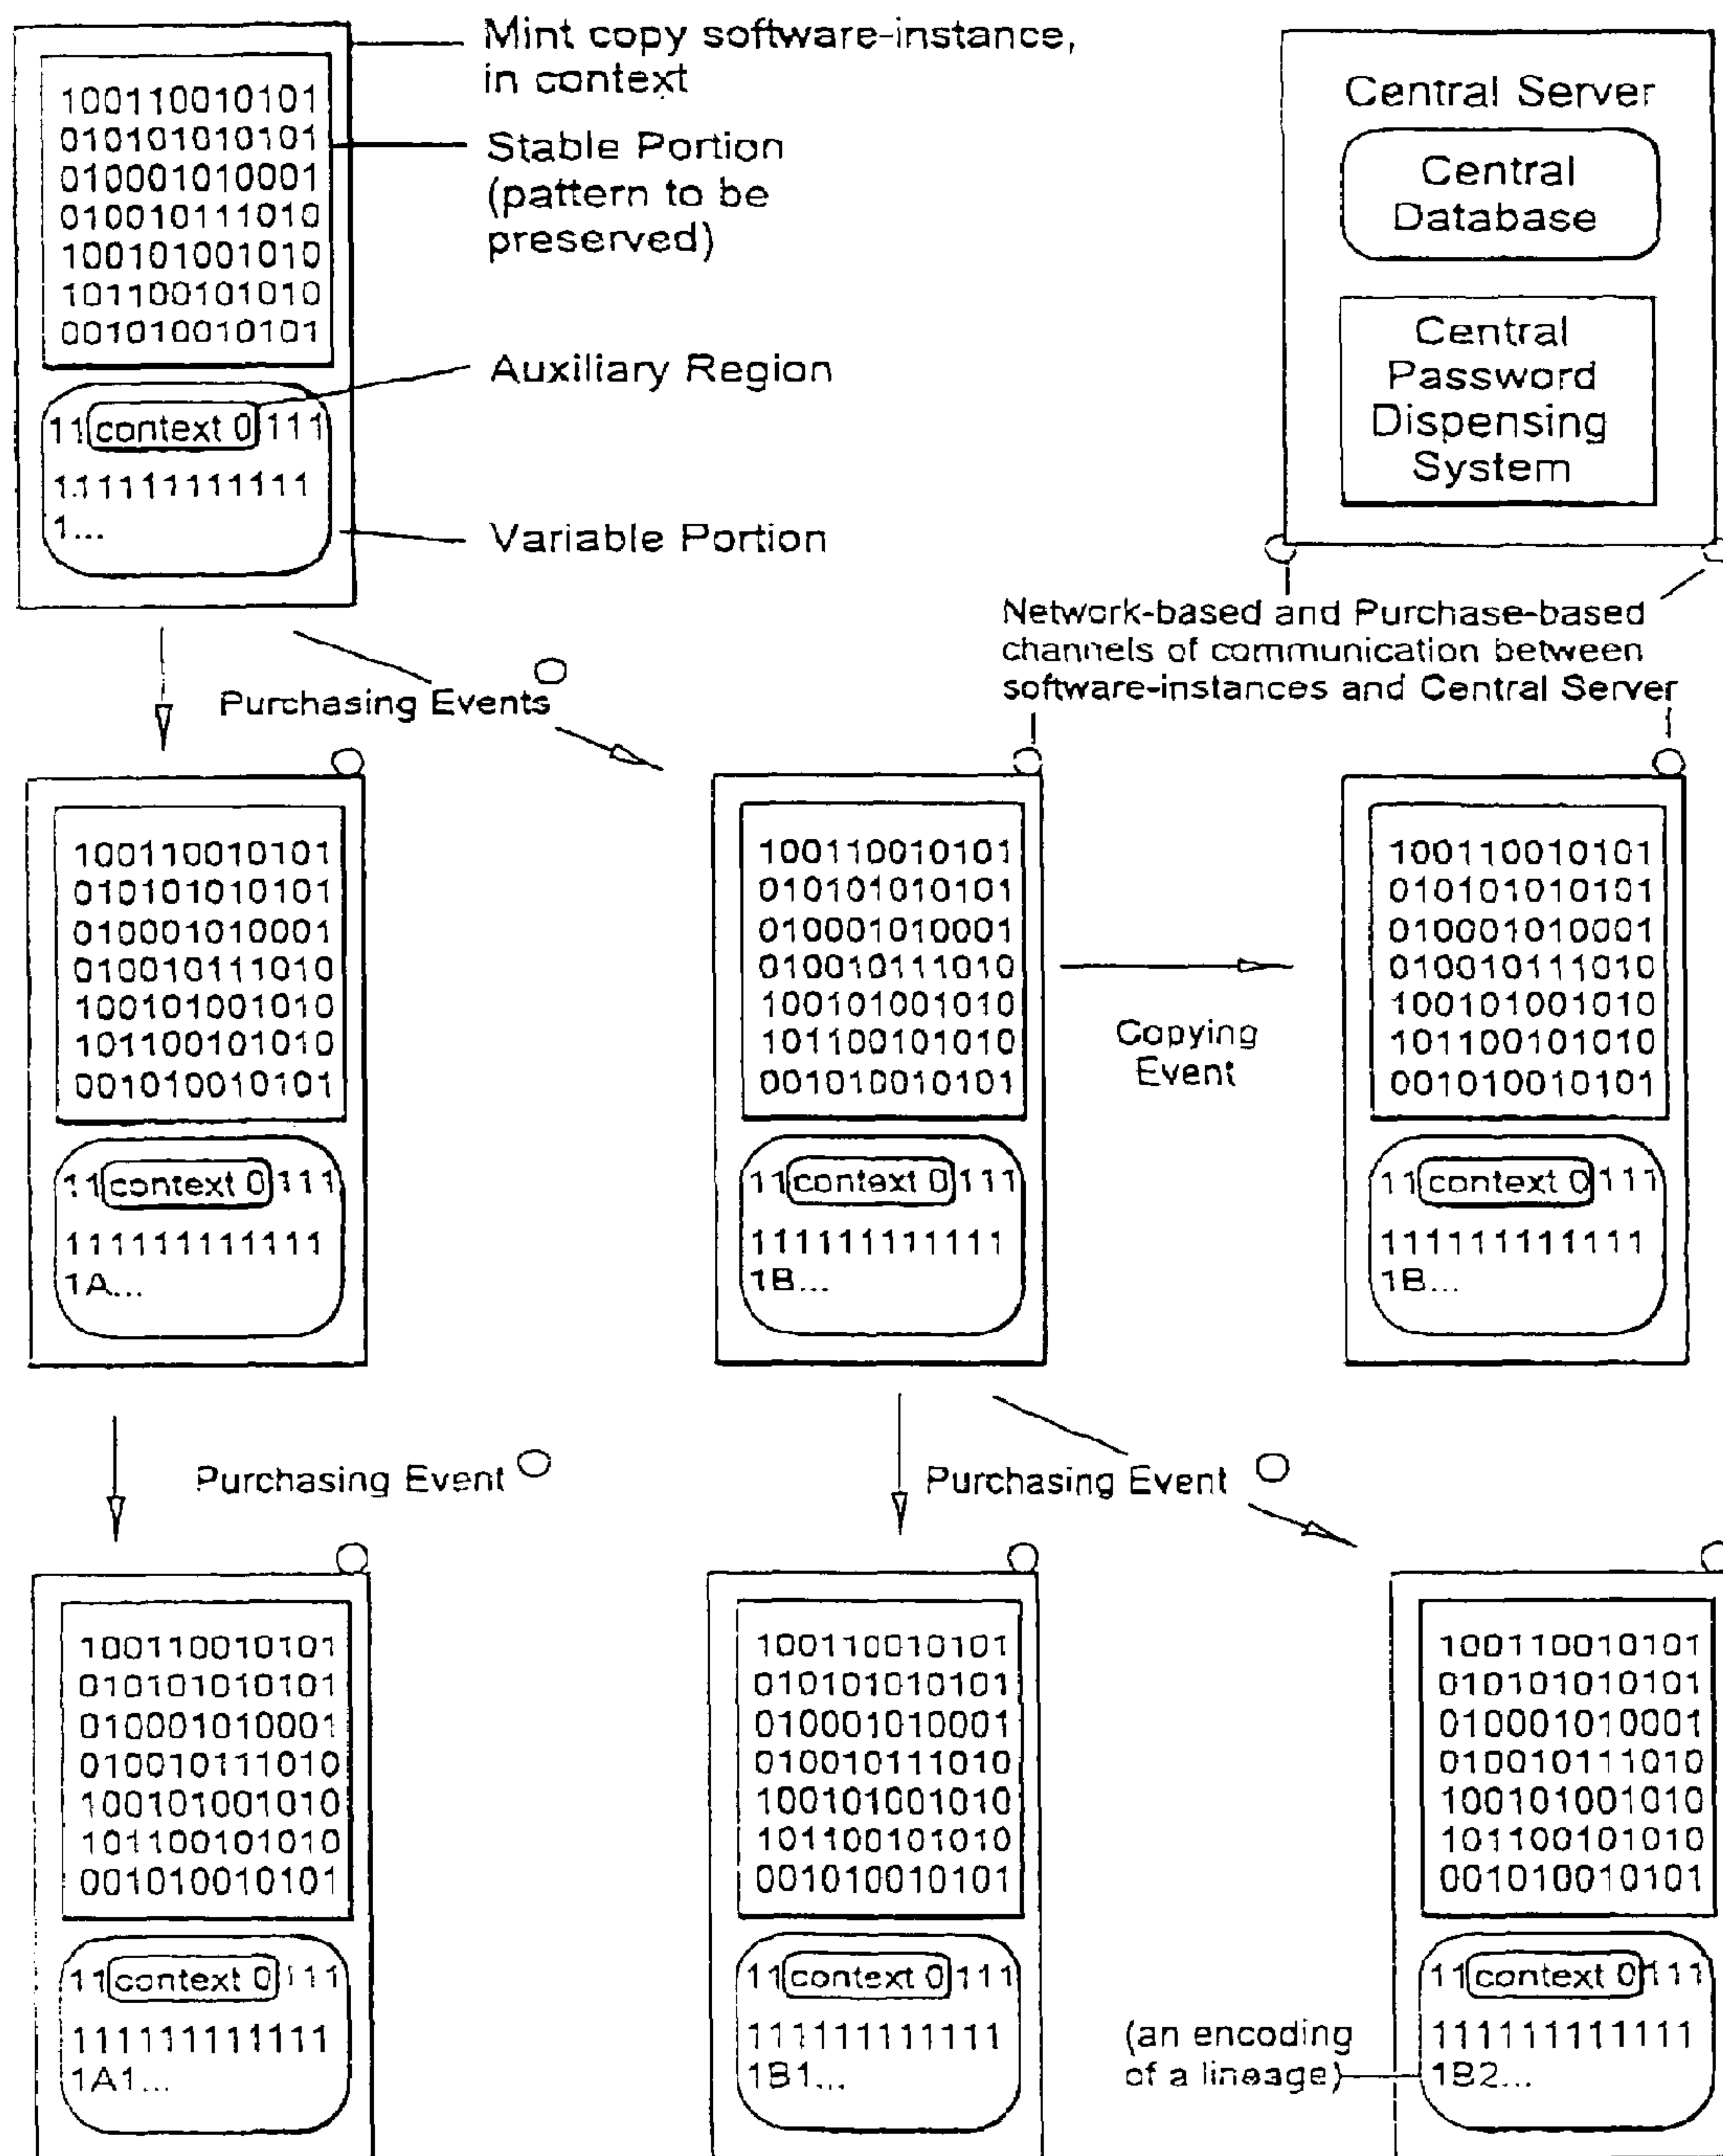 Mint copy software-instance,
in context
100110010101
010101010101
010001010001
010010111010
100101001010
101100101010
001010010101
Stable Portion
(pattern to be
preserved)
Auxiliary Region
11 context 0 111
111111111111
1...
Variable Portion
Central Server
Central
Database
Central
Password
Dispensing
System
Network-based and Purchase-based
channels of communication between
software-instances and Central Server
Purchasing Events
100110010101
010101010101
010001010001
010010111010
100101001010
101100101010
001010010101
11 context 0 111
111111111111
1A...
100110010101
010101010101
010001010001
010010111010
100101001010
101100101010
001010010101
11 context 0 111
111111111111
1B...
Copying
Event
100110010101
010101010101
010001010001
010010111010
100101001010
101100101010
001010010101
11 context 0 111
111111111111
1B...
Purchasing Event
Purchasing Event
100110010101
010101010101
010001010001
010010111010
100101001010
101100101010
001010010101
11 context 0 111
111111111111
1A1...
100110010101
010101010101
010001010001
010010111010
100101001010
101100101010
001010010101
11 context 0 111
111111111111
1B1...
(an encoding
of a lineage)
100110010101
010101010101
010001010001
010010111010
100101001010
101100101010
001010010101
11 context 0 111
111111111111
1B2...